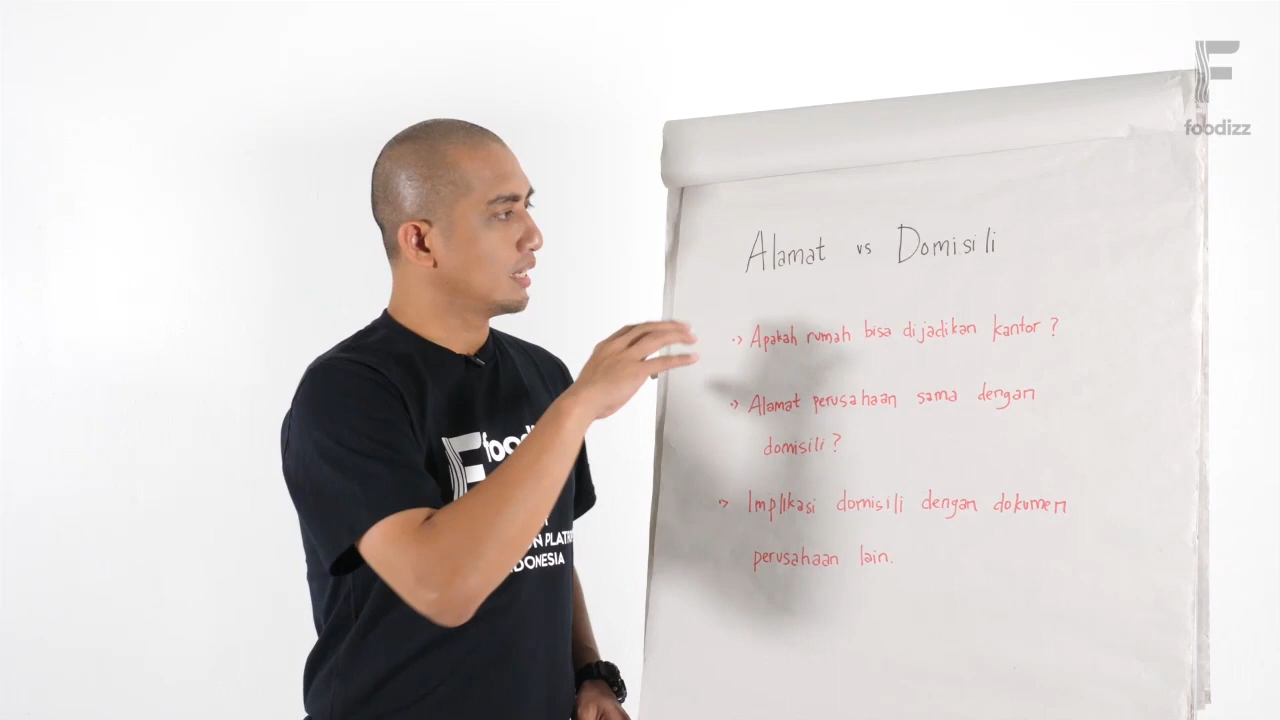 F
foodizz
Alamat vs Domisili
Apakah rumah bisa dijadikan kantor ?
Alamat perusahaan sama dengan
domisili ?
Implikasi domisili dengan dokumen
perusahaan lain.
F
INDONESIA